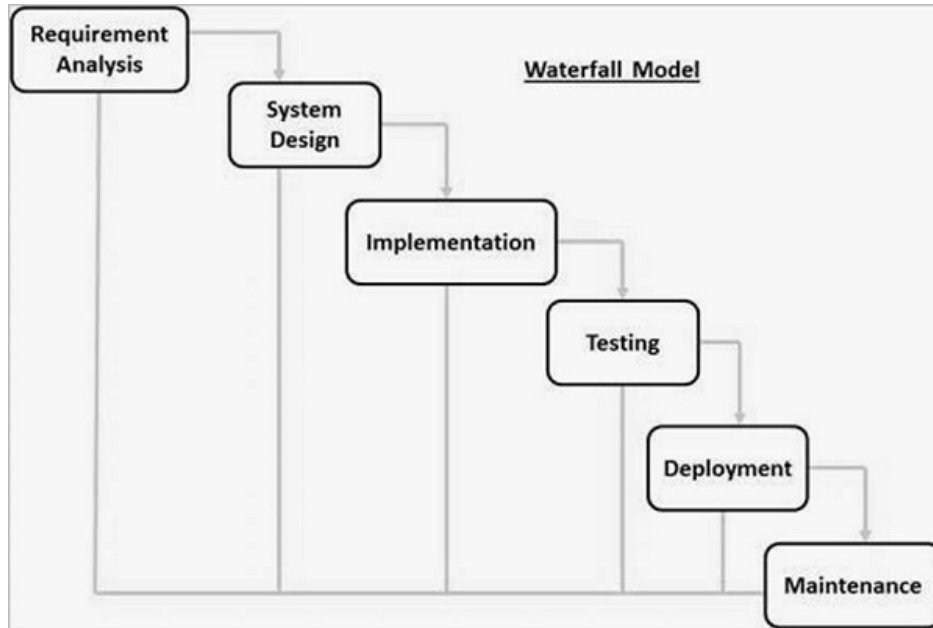 Requirement
Analysis
Waterfall Model
System
Design
Implementation
Testing
Deployment
Maintenance